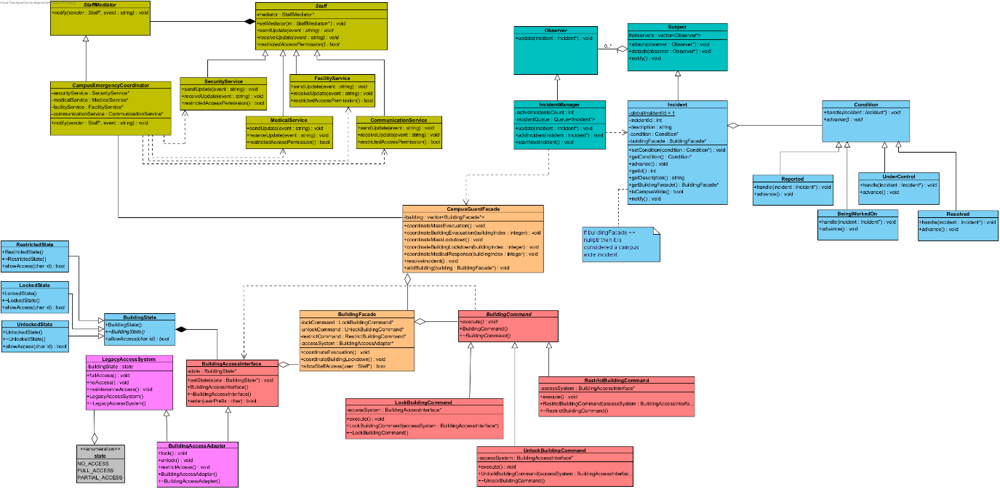 StaffMediator
+notify(sender : Staff*, event : string) : void
Staff
-mediator : StaffMediator*
+setMediator(m : StaffMediatorr*) : void
+sendUpdate(event : string) : void
+receiveUpdate(event : string) : void
+restrictedAccessPermission() : bool
CampusEmergencyCoordinator
-securityService : SecurityService*
-medicalService : MedicalService*
-facilityService : FacilityService*
-communicationService : CommunicationService*
+notify(sender : Staff*, event : string) : void
SecurityService
+sendUpdate(event : string) : void
+receiveUpdate(event : string) : void
+restrictedAccessPermission() : bool
FacilityService
+sendUpdate(event : string) : void
+receiveUpdate(event : string) : void
+restrictedAccessPermission() : bool
MedicalService
+sendUpdate(event : string) : void
+receiveUpdate(event : string) : void
+restrictedAccessPermission() : bool
CommunicationService
+sendUpdate(event : string) : void
+receiveUpdate(event : string) : void
+restrictedAccessPermission() : bool
Observer
+update(incident : Incident*) : void
0..*
1
Subject
#observers : vector<Observer*>
+attach(observer : Observer*) : void
+detach(observer : Observer*) : void
+notify() : void
IncidentManager
-activeIncidentsCount : int
-incidentQueue : Queue<Incident*>
+update(incident : Incident*) : void
+addIncident(incident : Incident*) : void
+startNextIncident() : void
Incident
-globalIncidentId = 1
-incidentId : int
-description : string
-condition : Condition*
-buildingFacade : BuildingFacade*
+setCondition(condition : Condition*) : void
+getCondition() : Condition*
+advance() : void
+getId() : int
+getDescription() : string
+getBuildingFacade() : BuildingFacade*
+isCampusWide() : bool
+notify() : void
Condition
+handle(incident : Incident*) : void
+advance() : void
Reported
+handle(incident : Incident*) : void
+advance() : void
UnderControl
+handle(incident : Incident*) : void
+advance() : void
BeingWorkedOn
+handle(incident : Incident*) : void
+advance() : void
Resolved
+handle(incident : Incident*) : void
+advance() : void
If buildingFacade ==
nullptr then it is
considered a campus
wide incident
CampusGuardFacade
-building : vector<BuildingFacade*>
+coordinateMassEvacuation() : void
+coordinateBuildingEvacuation(buildingIndex : integer) : void
+coordinateMassLockdown() : void
+coordinateBuildingLockdown(buildingIndex : integer) : void
+coordinateMedicalResponse(buildingIndex : integer) : void
+resolveIncident() : void
+addBuilding(building : BuildingFacade*) : void
RestrictedState
+RestrictedState()
+~RestrictedState()
+allowAccess(char id) : bool
LockedState
+LockedState()
+~LockedState()
+allowAccess(char id) : bool
UnlockedState
+UnlockedState()
+~UnlockedState()
+allowAccess(char id) : bool
BuildingState
+BuildingState()
+~BuildingState()
+allowAccess(char id) : bool
BuildingFacade
-lockCommand : LockBuildingCommand*
-unlockCommand : UnlockBuildingCommand*
-restrictCommand : RestrictBuildingCommand*
-accessSystem : BuildingAccessAdapter*
+coordinateEvacuation() : void
+coordinateBuildingLockdown() : void
+allowStaffAccess(user : Staff*) : bool
BuildingCommand
+execute() : void
+BuildingCommand()
+~BuildingCommand()
LegacyAccessSystem
-buildingState : state
+fullAccess() : void
+noAccess() : void
+maintenanceAccess() : void
+LegacyAccessSystem()
+~LegacyAccessSystem()
BuildingAccessInterface
-state : BuildingState*
+setState(state : BuildingState*) : void
+BuildingAccessInterface()
+~BuildingAccessInterface()
+enter(userPrefix : char) : bool
RestrictBuildingCommand
-accessSystem : BuildingAccessInterface*
+execute() : void
+RestrictBuildingCommand(accessSystem : BuildingAccessInterfa...
+~RestrictBuildingCommand()
LockBuildingCommand
-accessSystem : BuildingAccessInterface*
+execute() : void
+LockBuildingCommand(accessSystem : BuildingAccessInterface*)
+~LockBuildingCommand()
<<enumeration>>
state
NO_ACCESS
FULL_ACCESS
PARTIAL_ACCESS
BuildingAccessAdapter
+lock() : void
+unlock() : void
+restrictAccess() : void
+BuildingAccessAdapter()
+~BuildingAccessAdapter()
UnlockBuildingCommand
-accessSystem : BuildingAccessInterface*
+execute() : void
+UnlockBuildingCommand(accessSystem : BuildingAccessInterfac...
+~UnlockBuildingCommand()